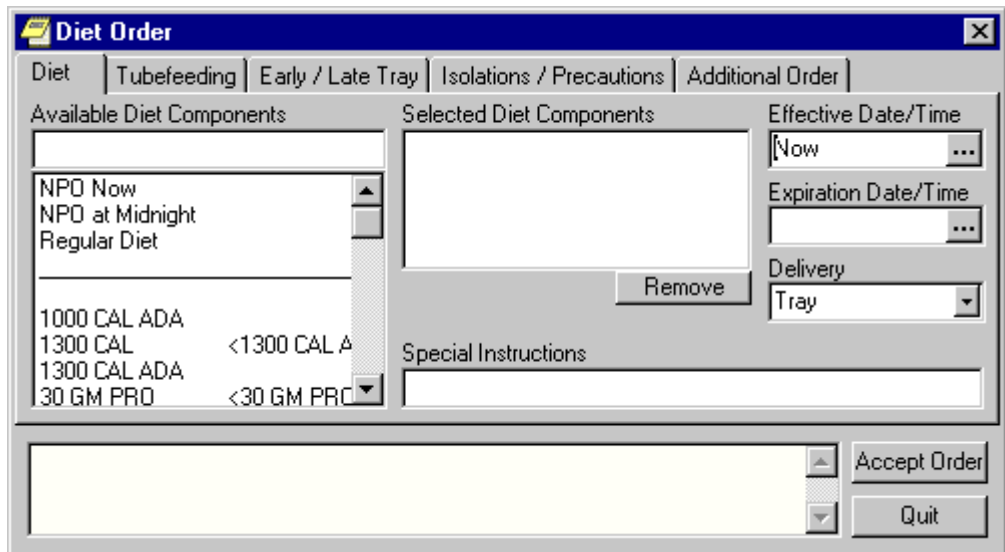 Diet Order
Diet Tubefeeding Early / Late Tray Isolations / Precautions Additional Order
Available Diet Components
NPO Now
NPO at Midnight
Regular Diet
1000 CAL ADA
1300 CAL <1300 CAL A
1300 CAL ADA
30 GM PRO <30 GM PRO
Selected Diet Components
Remove
Effective Date/Time
Now ...
Expiration Date/Time
...
Delivery
Tray
Special Instructions
Accept Order
Quit